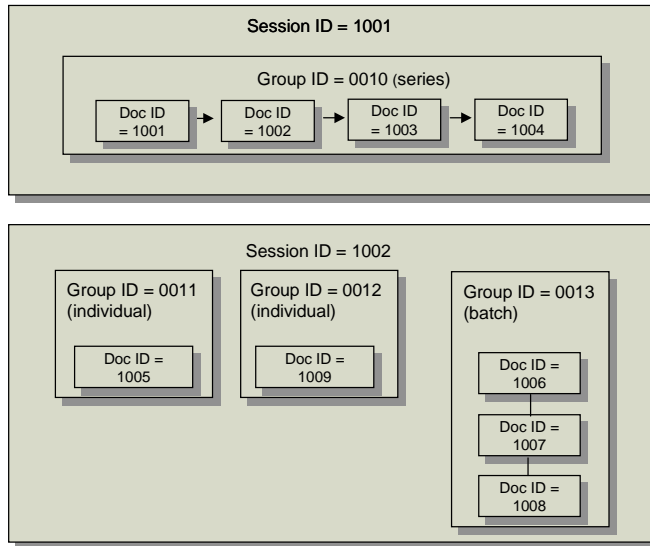 Session ID = 1001
Group ID = 0010 (series)
Doc ID
= 1001
Doc ID
= 1002
Doc ID
= 1003
Doc ID
= 1004
Session ID = 1002
Group ID = 0011
(individual)
Doc ID =
1005
Group ID = 0012
(individual)
Doc ID =
1009
Group ID = 0013
(batch)
Doc ID =
1006
Doc ID =
1007
Doc ID =
1008